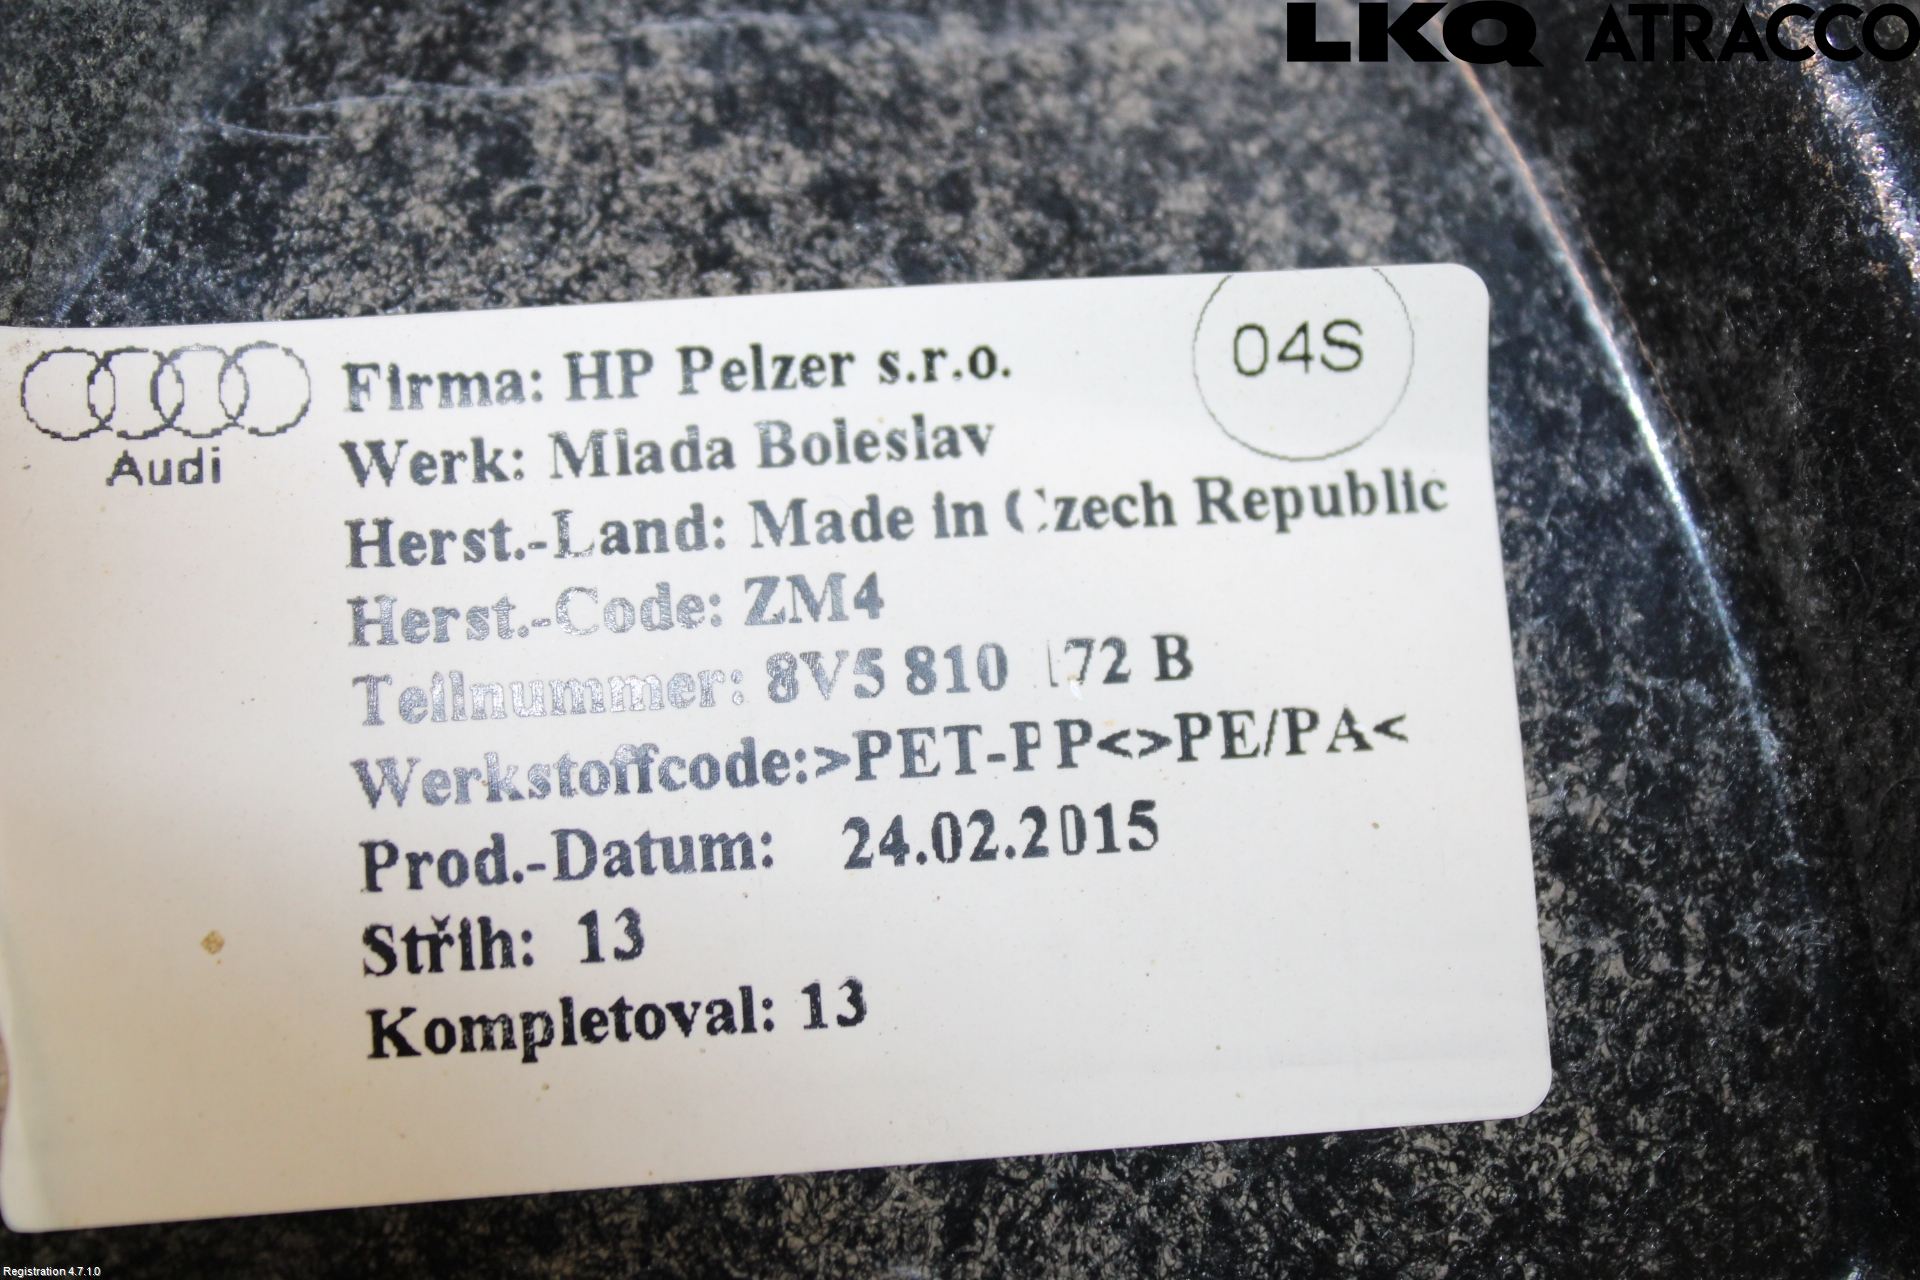 LKQ ATRACCO
04S
Audi
Firma: HP Pelzer s.r.o.
Werk: Mlada Boleslav
Herst.-Land: Made in Czech Republic
Herst.-Code: ZM4
Teilnummer: 8V5 810 172 B
Werkstoffcode:>PET-PP<>PE/PA<
Prod.-Datum: 24.02.2015
Střih: 13
Kompletoval: 13
Registration 4.7.1.0